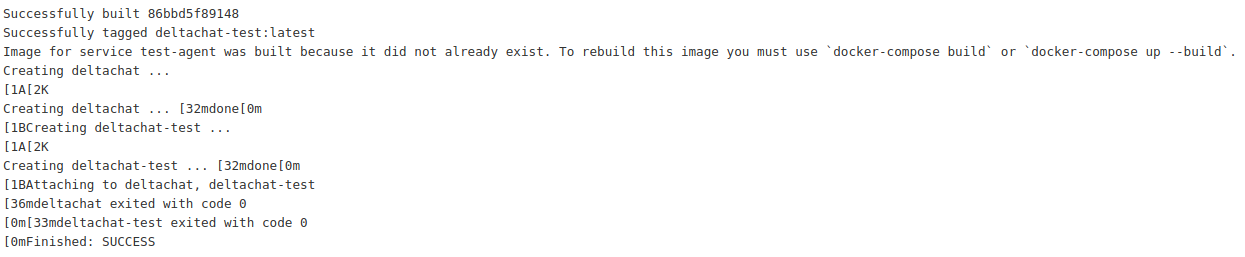 Successfully built 86bbd5f89148
Successfully tagged deltachat-test:latest
Image for service test-agent was built because it did not already exist. To rebuild this image you must use `docker-compose build` or `docker-compose up --build`.
Creating deltachat ...
[1A[2K
Creating deltachat ... [32mdone[0m
[1BCreating deltachat-test ...
[1A[2K
Creating deltachat-test ... [32mdone[0m
[1BAttaching to deltachat, deltachat-test
[36mdeltachat exited with code 0
[0m[33mdeltachat-test exited with code 0
[0mFinished: SUCCESS